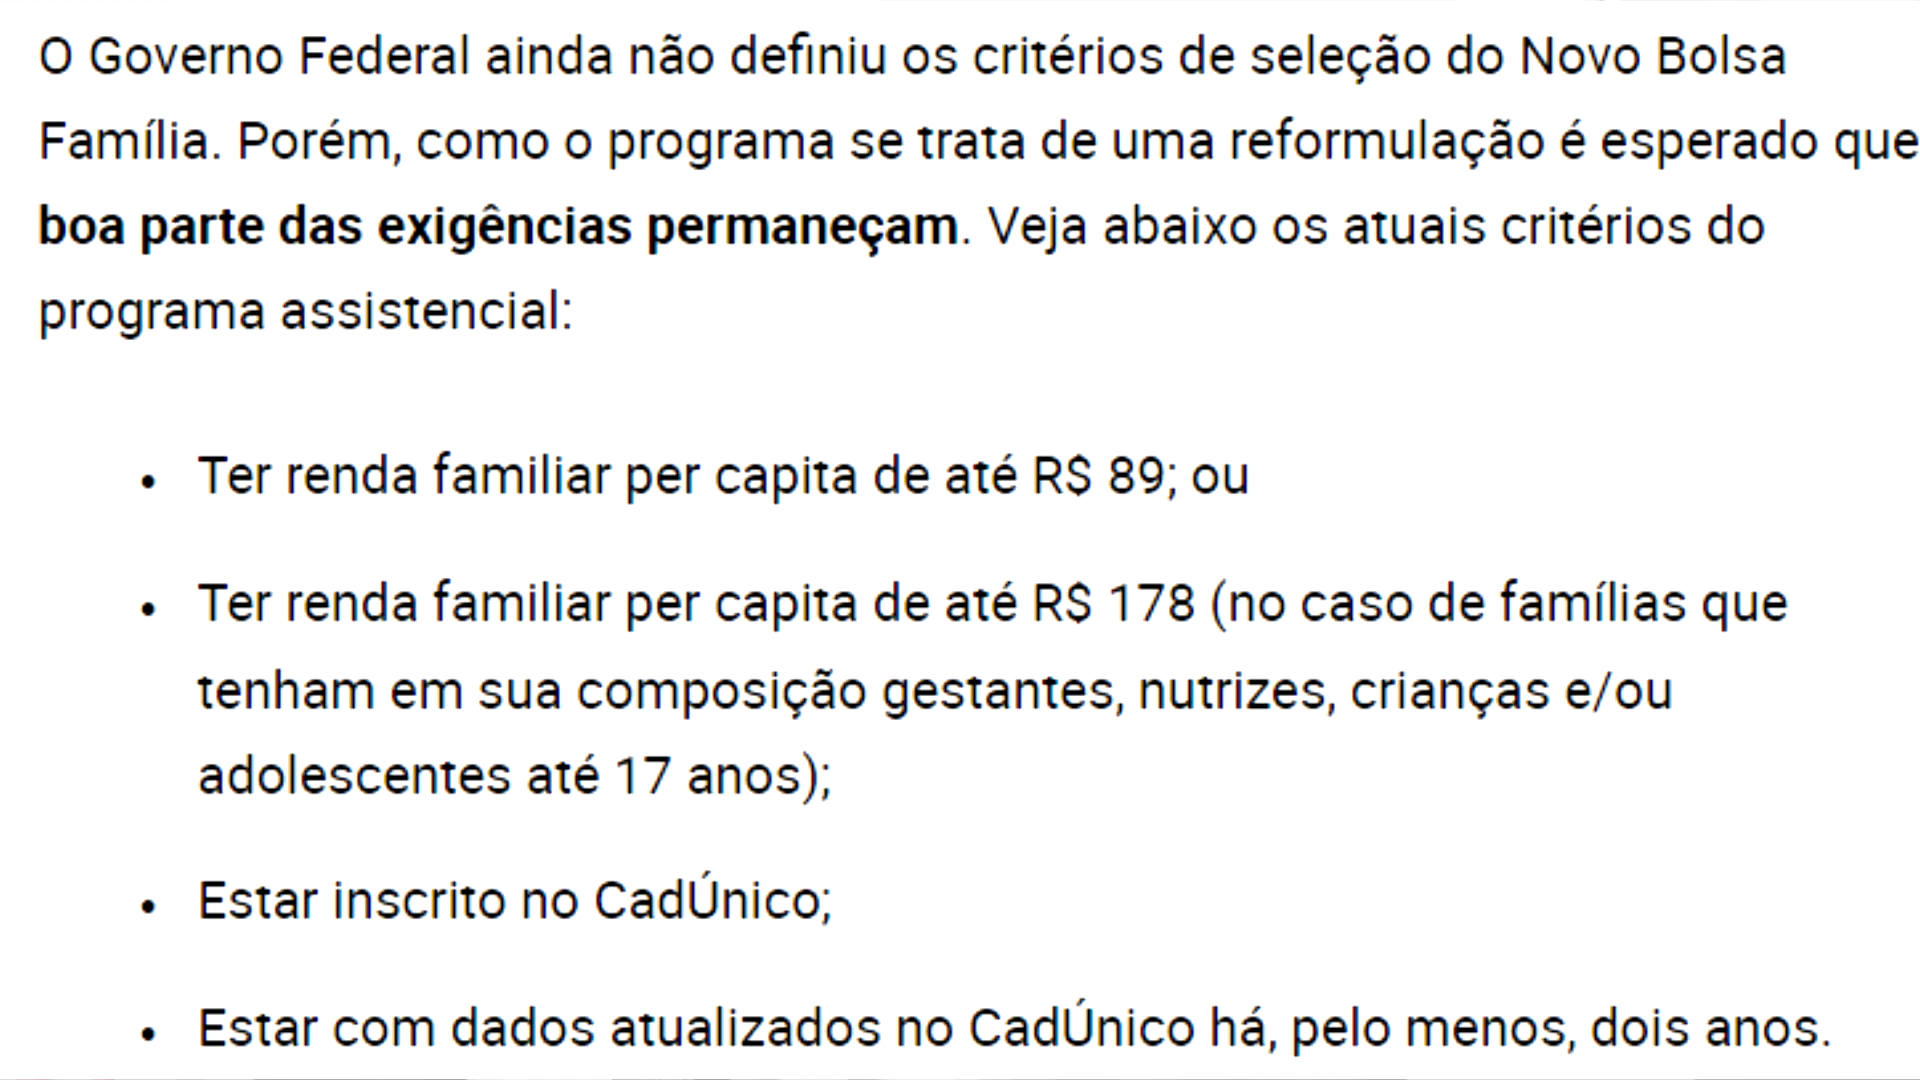 O Governo Federal ainda não definiu os critérios de seleção do Novo Bolsa
Família. Porém, como o programa se trata de uma reformulação é esperado que
boa parte das exigências permaneçam. Veja abaixo os atuais critérios do
programa assistencial:
• Ter renda familiar per capita de até R$ 89; ou
• Ter renda familiar per capita de até R$ 178 (no caso de famílias que
tenham em sua composição gestantes, nutrizes, crianças e/ou
adolescentes até 17 anos);
• Estar inscrito no CadÚnico;
• Estar com dados atualizados no CadÚnico há, pelo menos, dois anos.